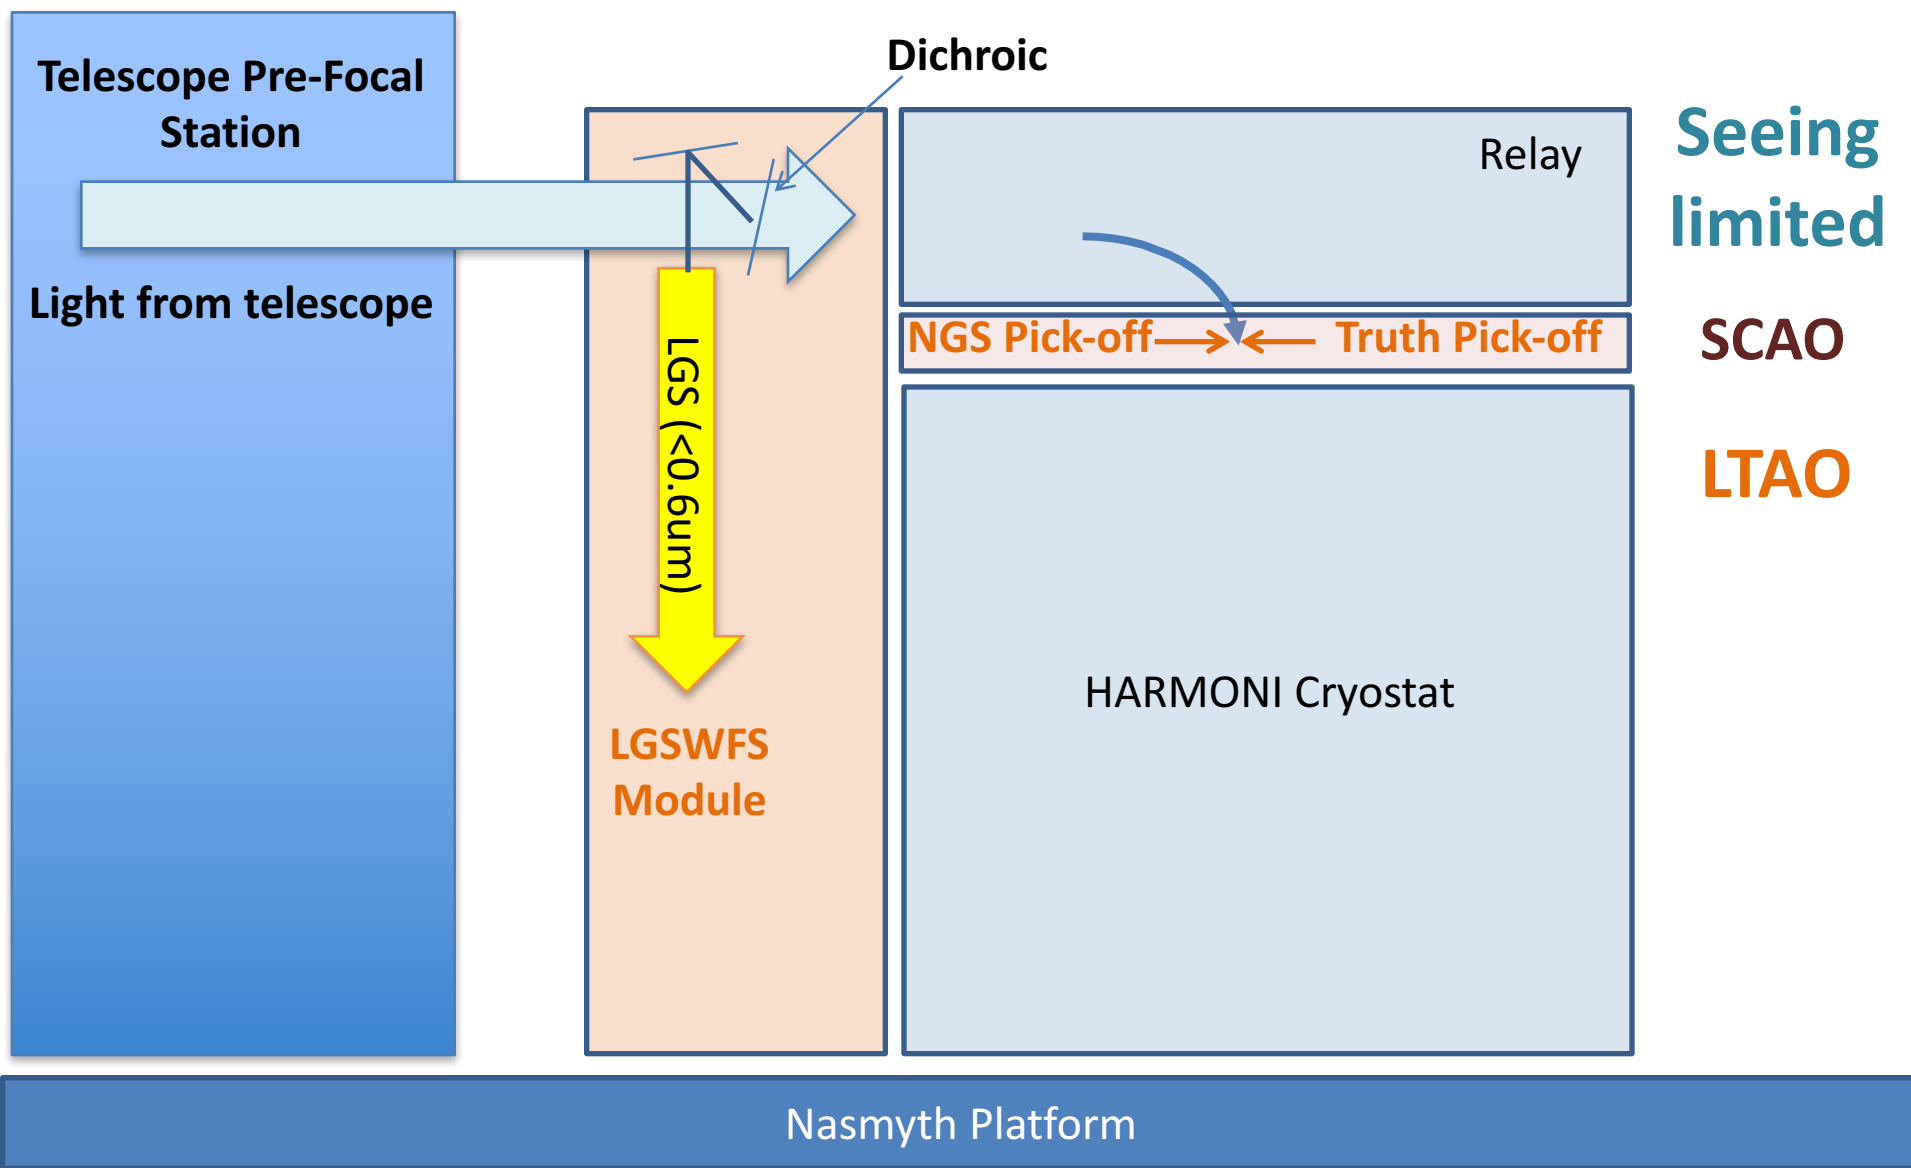 Telescope Pre-Focal
Station
Light from telescope
Dichroic
LGS (<0.6um)
LGSWFS
Module
Relay
NGS Pick-off
Truth Pick-off
HARMONI Cryostat
Seeing
limited
SCAO
LTAO
Nasmyth Platform